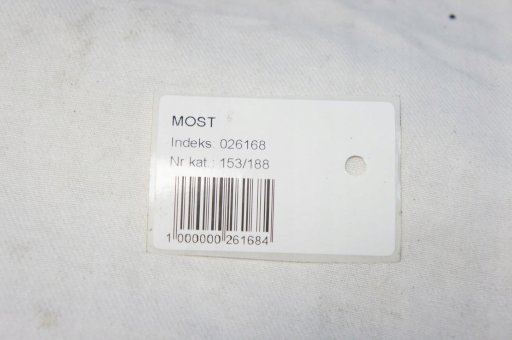 MOST
Indeks: 026168
Nr kat.: 153/188
1 000000 261684